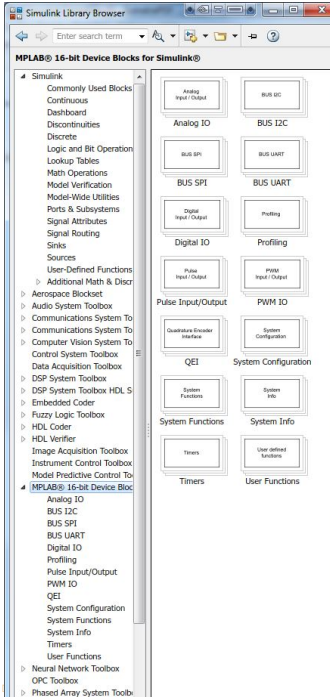 Simulink Library Browser
Enter search term
MPLAB® 16-bit Device Blocks for Simulink®
Simulink
Commonly Used Blocks
Continuous
Dashboard
Discontinuities
Discrete
Logic and Bit Operation
Lookup Tables
Math Operations
Model Verification
Model-Wide Utilities
Ports & Subsystems
Signal Attributes
Signal Routing
Sinks
Sources
User-Defined Functions
Additional Math & Discr
Aerospace Blockset
Audio System Toolbox
Communications System To
Communications System To
Computer Vision System To
Control System Toolbox
Data Acquisition Toolbox
DSP System Toolbox
DSP System Toolbox HDL S
Embedded Coder
Fuzzy Logic Toolbox
HDL Coder
HDL Verifier
Image Acquisition Toolbox
Instrument Control Toolbox
Model Predictive Control To
MPLAB® 16-bit Device Bloc
Analog IO
BUS I2C
BUS SPI
BUS UART
Digital IO
Profiling
Pulse Input/Output
PWM IO
QEI
System Configuration
System Functions
System Info
Timers
User Functions
Neural Network Toolbox
OPC Toolbox
Phased Array System Toolb
Analog
Input / Output
BUS I2C
Analog IO
BUS I2C
BUS SPI
BUS UART
BUS SPI
BUS UART
Digital
Input / Output
Profiling
Digital IO
Profiling
Pulse
Input / Output
PWM
Input / Output
Pulse Input/Output
PWM IO
Quadrature Encoder
Interface
System
Configuration
QEI
System Configuration
System
Functions
System
Info
System Functions
System Info
Timers
User defined
functions
Timers
User Functions